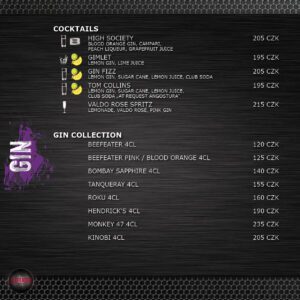 COCKTAILS
HIGH SOCIETY 205 CZK
BLOOD ORANGE GIN, CAMPARI,
PEACH LIQUEUR, GRAPEFRUIT JUICE
GIMLET 195 CZK
LEMON GIN, LIME JUICE
GIN FIZZ 205 CZK
LEMON GIN, SUGAR CANE, LEMON JUICE, CLUB SODA
TOM COLLINS 195 CZK
LEMON GIN, SUGAR CANE, LEMON JUICE,
CLUB SODA „AT REQUEST ANGOSTURA"
VALDO ROSE SPRITZ 215 CZK
LEMONADE, VALDO ROSE, PINK GIN
GIN
GIN COLLECTION
BEEFEATER 4CL 120 CZK
BEEFEATER PINK / BLOOD ORANGE 4CL 125 CZK
BOMBAY SAPPHIRE 4CL 140 CZK
TANQUERAY 4CL 155 CZK
ROKU 4CL 160 CZK
HENDRICK'S 4CL 190 CZK
MONKEY 47 4CL 235 CZK
KINOBI 4CL 205 CZK